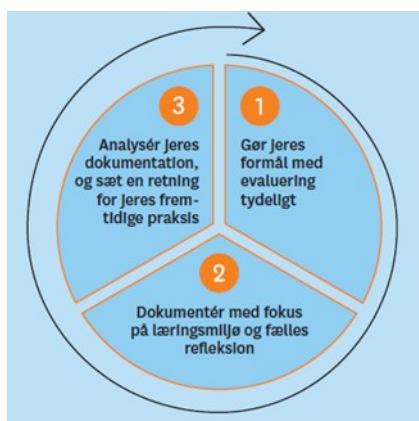 1
Gør jeres
formål med
evaluering
tydeligt
2
Dokumentér med fokus
på læringsmiljø og fælles
refleksion
3
Analysér jeres
dokumentation,
og sæt en retning
for jeres frem-
tidige praksis